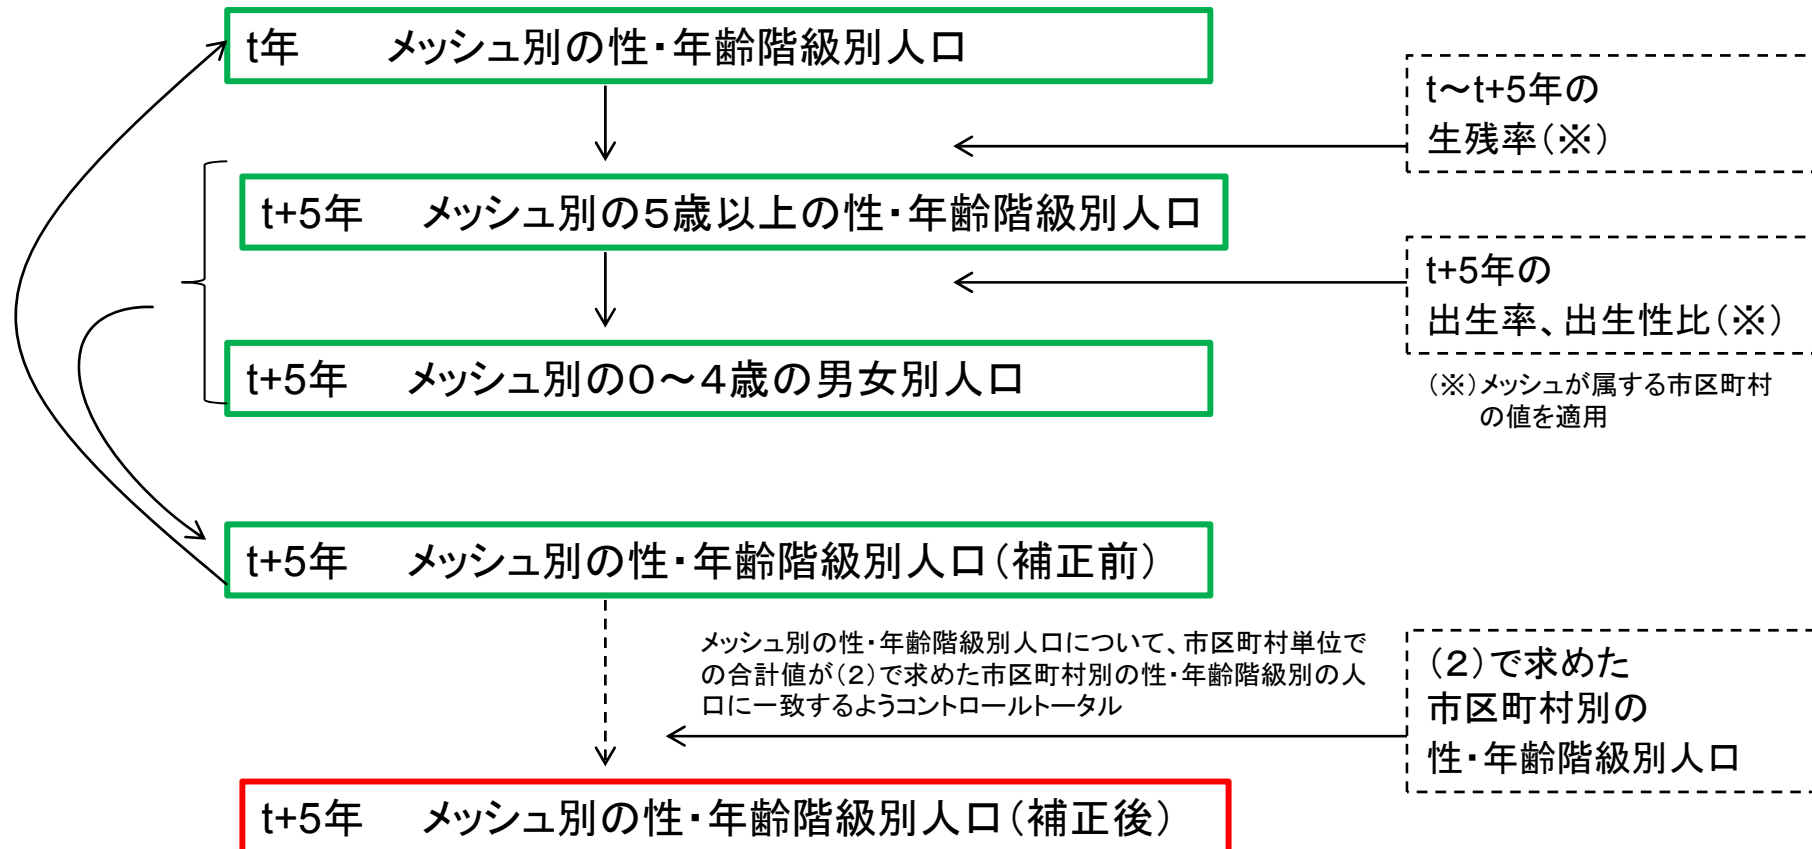 t年　メッシュ別の性・年齢階級別人口
t～t+5年の
生残率（※）
t+5年　メッシュ別の５歳以上の性・年齢階級別人口
t+5年の
出生率、出生性比（※）
t+5年　メッシュ別の０～４歳の男女別人口
（※）メッシュが属する市区町村
の値を適用
t+5年　メッシュ別の性・年齢階級別人口（補正前）
メッシュ別の性・年齢階級別人口について、市区町村単位で
の合計値が（２）で求めた市区町村別の性・年齢階級別の人
口に一致するようコントロールトータル
（２）で求めた
市区町村別の
性・年齢階級別人口
t+5年　メッシュ別の性・年齢階級別人口（補正後）